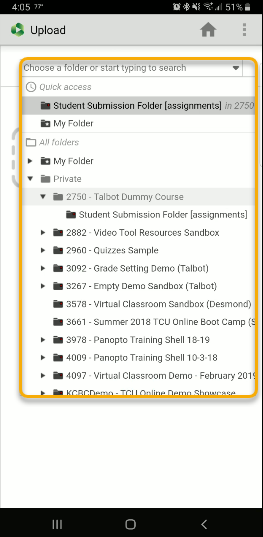 4:05 77° 51%
Upload
Choose a folder or start typing to search
Quick access
Student Submission Folder [assignments] in 2750
My Folder
All folders
My Folder
Private
2750 - Talbot Dummy Course
Student Submission Folder [assignments]
2882 - Video Tool Resources Sandbox
2960 - Quizzes Sample
3092 - Grade Setting Demo (Talbot)
3267 - Empty Demo Sandbox (Talbot)
3578 - Virtual Classroom Sandbox (Desmond)
3661 - Summer 2018 TCU Online Boot Camp (S
3978 - Panopto Training Shell 18-19
4009 - Panopto Training Shell 10-3-18
4097 - Virtual Classroom Demo - February 2019
KCBCDemo - TCU Online Demo Showcase